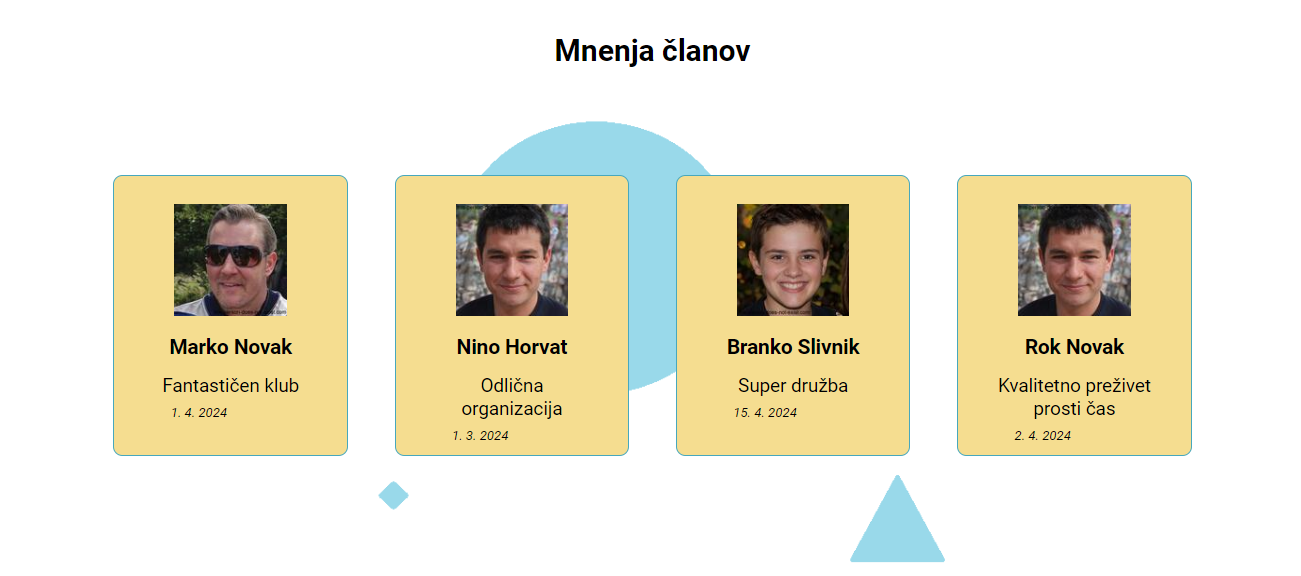 Mnenja članov
Marko Novak
Fantastičen klub
1. 4. 2024
Nino Horvat
Odlična
organizacija
1. 3. 2024
Branko Slivnik
Super družba
15. 4. 2024
Rok Novak
Kvalitetno preživet
prosti čas
2. 4. 2024